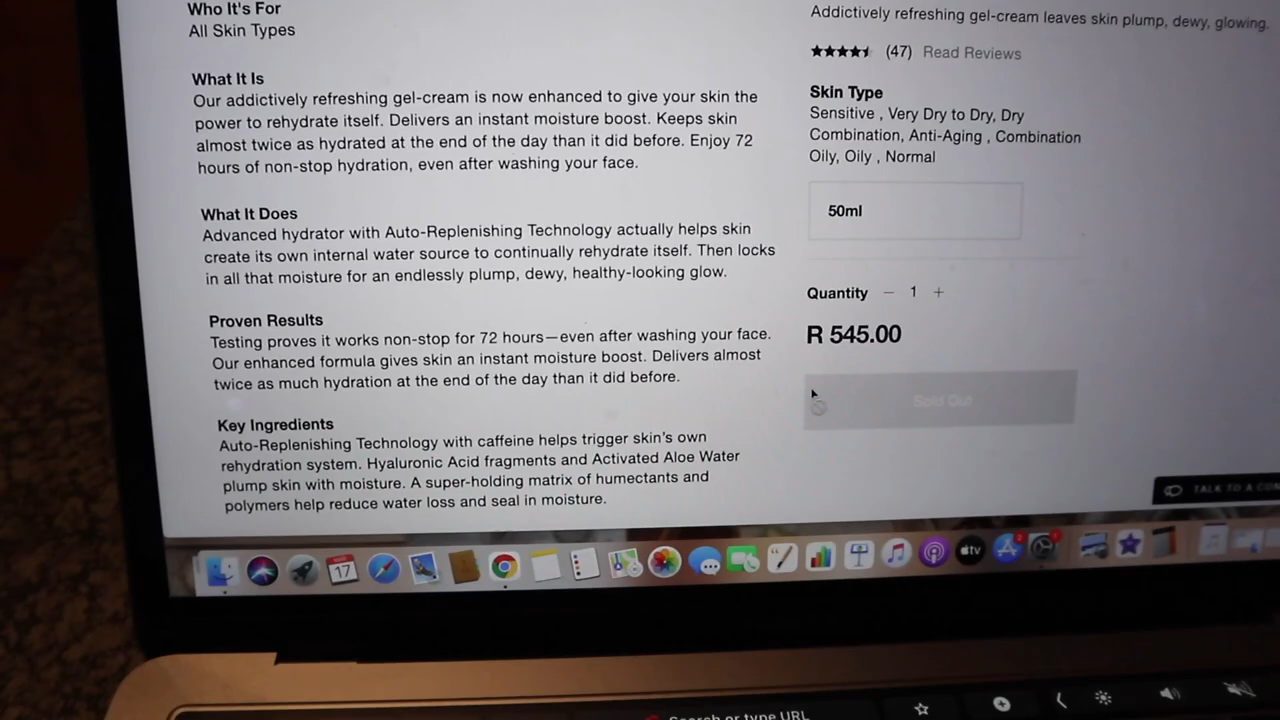 Who It's For
All Skin Types
What It Is
Our addictively refreshing gel-cream is now enhanced to give your skin the
power to rehydrate itself. Delivers an instant moisture boost. Keeps skin
almost twice as hydrated at the end of the day than it did before. Enjoy 72
hours of non-stop hydration, even after washing your face.
What It Does
Advanced hydrator with Auto-Replenishing Technology actually helps skin
create its own internal water source to continually rehydrate itself. Then locks
in all that moisture for an endlessly plump, dewy, healthy-looking glow.
Proven Results
Testing proves it works non-stop for 72 hours—even after washing your face.
Our enhanced formula gives skin an instant moisture boost. Delivers almost
twice as much hydration at the end of the day than it did before.
Key Ingredients
Auto-Replenishing Technology with caffeine helps trigger skin's own
rehydration system. Hyaluronic Acid fragments and Activated Aloe Water
plump skin with moisture. A super-holding matrix of humectants and
polymers help reduce water loss and seal in moisture.
Addictively refreshing gel-cream leaves skin plump, dewy, glowing.
(47) Read Reviews
Skin Type
Sensitive , Very Dry to Dry, Dry
Combination, Anti-Aging , Combination
Oily, Oily , Normal
50ml
Quantity − 1 +
R 545.00
Sold Out
TALK TO A
17
tv
Search or type URL